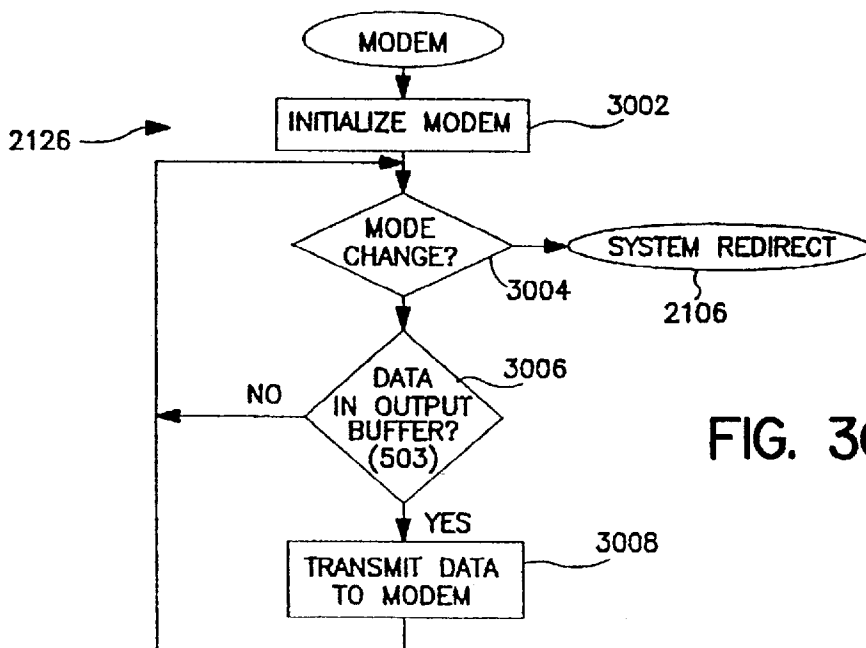 MODEM
INITIALIZE MODEM
3002
2126
MODE
CHANGE?
3004
SYSTEM REDIRECT
2106
DATA
IN OUTPUT
BUFFER?
(503)
3006
NO
FIG.
YES
TRANSMIT DATA
TO MODEM
3008